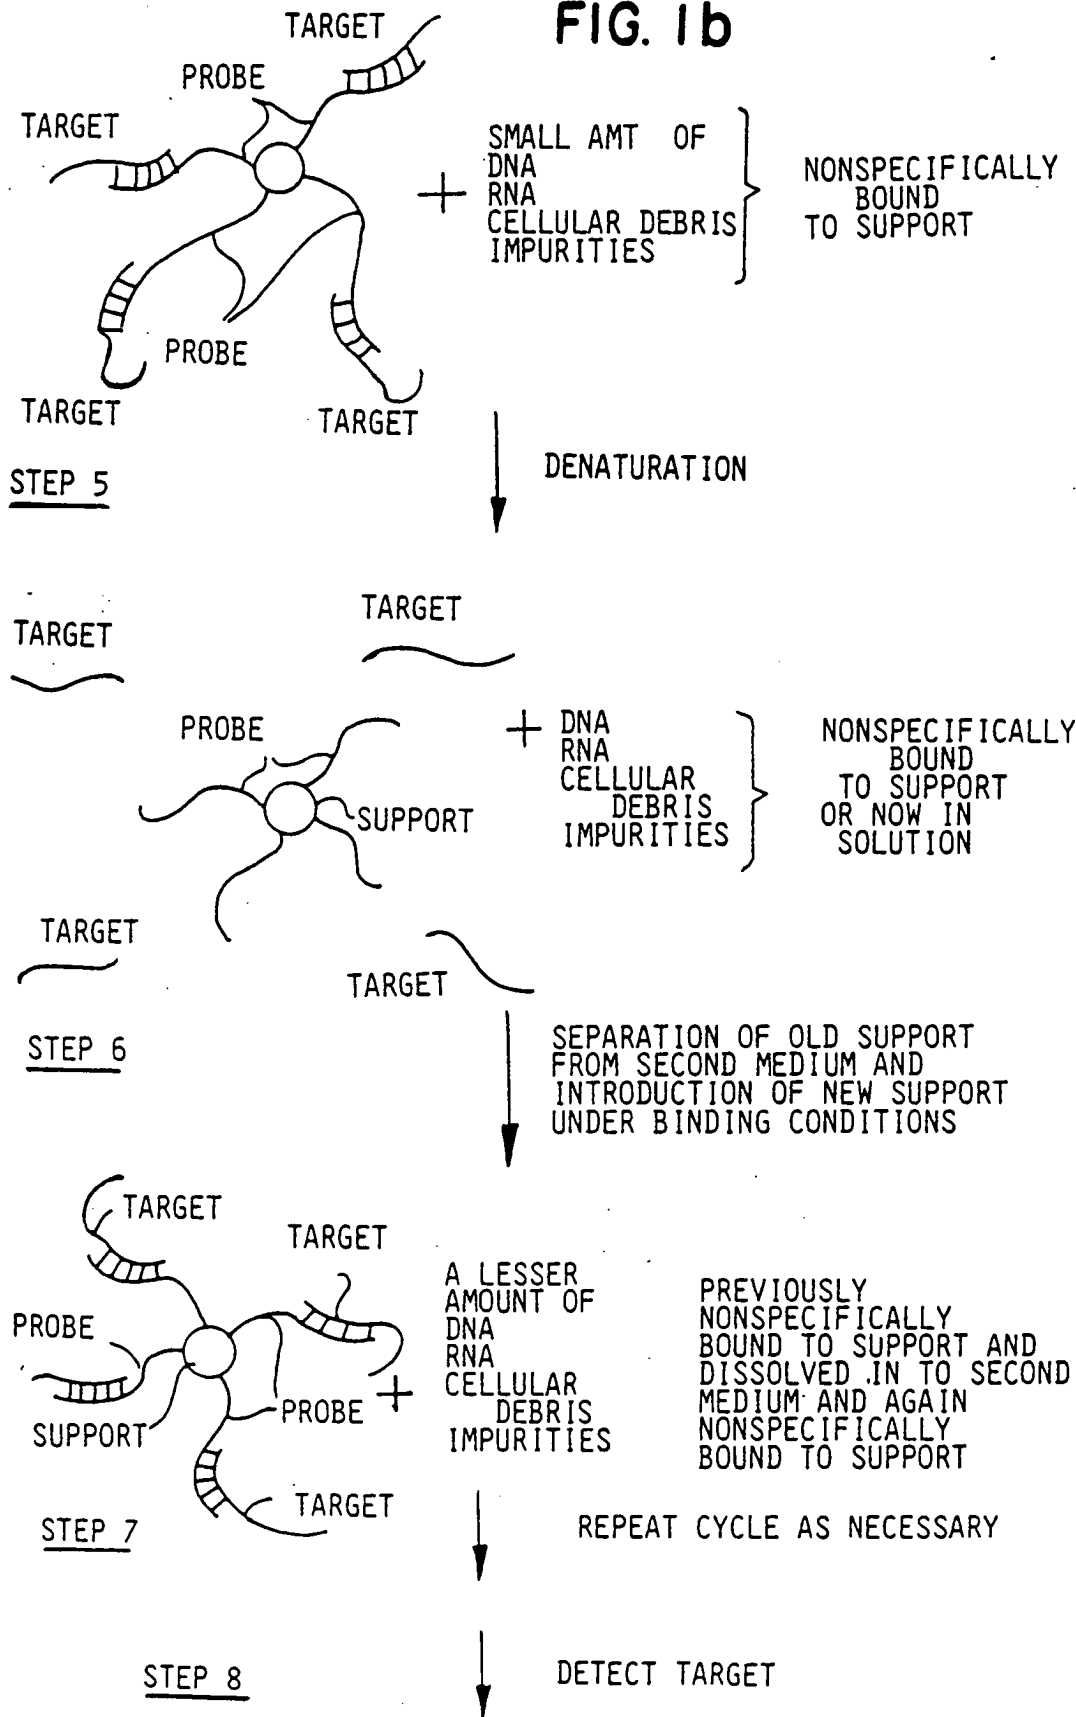 FIG. 1b
TARGET
PROBE
TARGET
+
SMALL AMT OF
DNA
RNA
CELLULAR DEBRIS
IMPURITIES
NONSPECIFICALLY
BOUND
TO SUPPORT
PROBE
TARGET
TARGET
STEP 5
DENATURATION
TARGET
TARGET
PROBE
SUPPORT
+
DNA
RNA
CELLULAR
DEBRIS
IMPURITIES
NONSPECIFICALLY
BOUND
TO SUPPORT
OR NOW IN
SOLUTION
TARGET
TARGET
STEP 6
SEPARATION OF OLD SUPPORT
FROM SECOND MEDIUM AND
INTRODUCTION OF NEW SUPPORT
UNDER BINDING CONDITIONS
TARGET
TARGET
PROBE
SUPPORT
PROBE
TARGET
+
A LESSER
AMOUNT OF
DNA
RNA
CELLULAR
DEBRIS
IMPURITIES
PREVIOUSLY
NONSPECIFICALLY
BOUND TO SUPPORT AND
DISSOLVED IN TO SECOND
MEDIUM AND AGAIN
NONSPECIFICALLY
BOUND TO SUPPORT
STEP 7
REPEAT CYCLE AS NECESSARY
STEP 8
DETECT TARGET